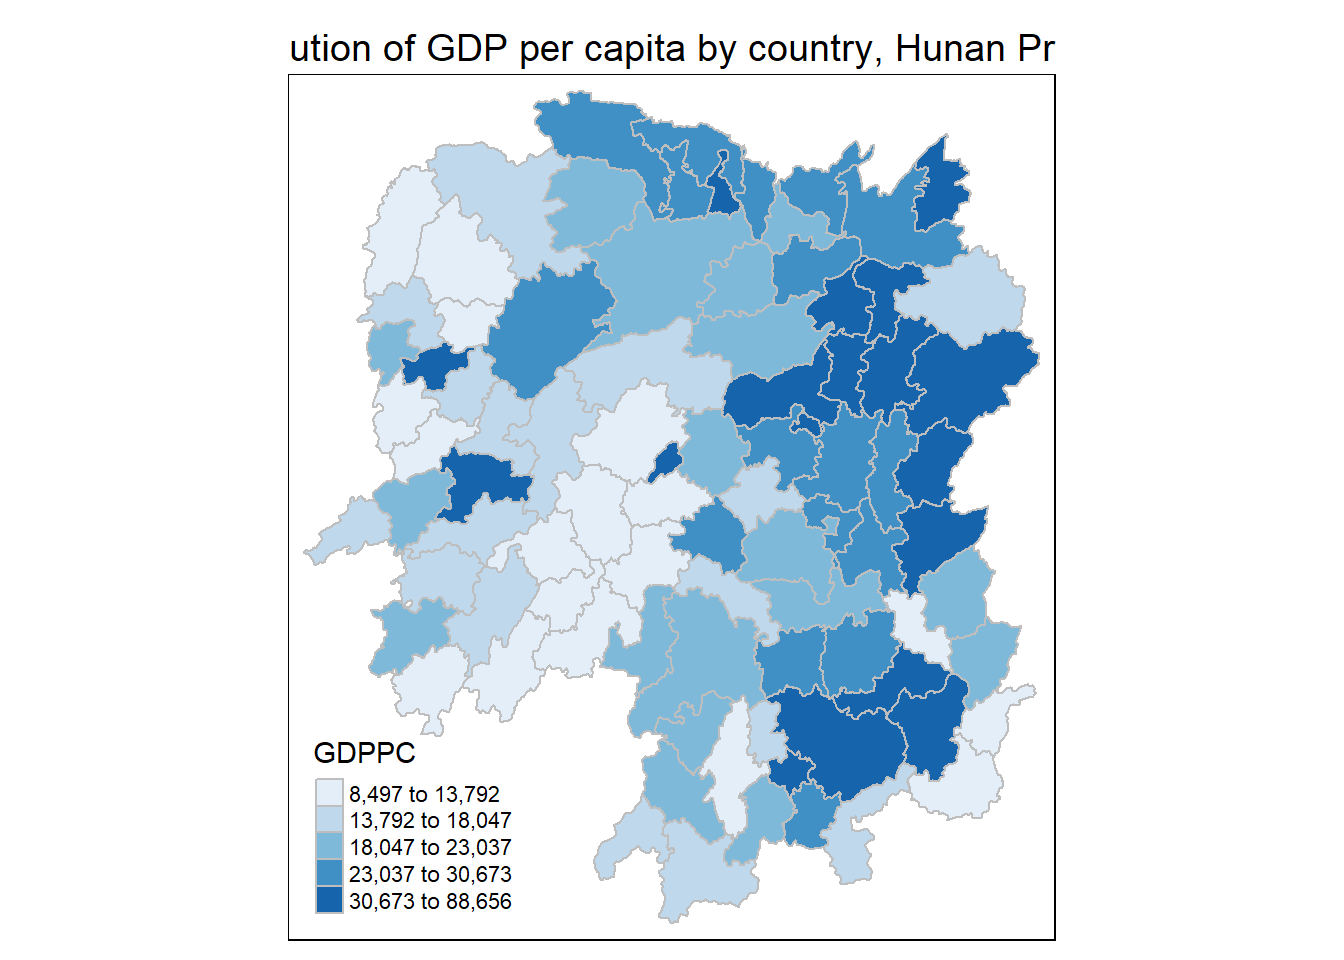 ution of GDP per capita by country, Hunan Pr
GDPPC
8,497 to 13,792
13,792 to 18,047
18,047 to 23,037
23,037 to 30,673
30,673 to 88,656